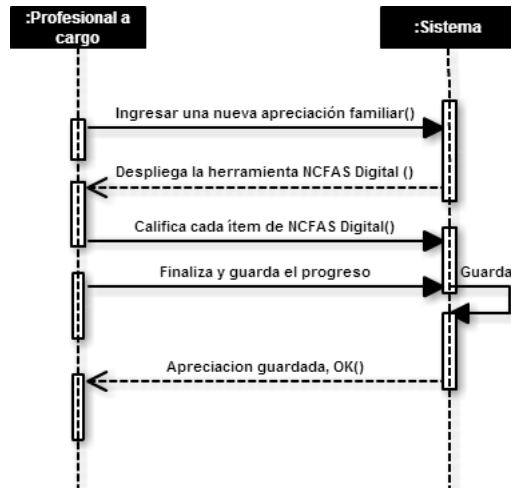 :Profesional a
cargo
:Sistema
Ingresar una nueva apreciación familiar()
Despliega la herramienta NCFAS Digital ()
Califica cada ítem de NCFAS Digital()
Finaliza y guarda el progreso
Guarda
Apreciacion guardada, OK()